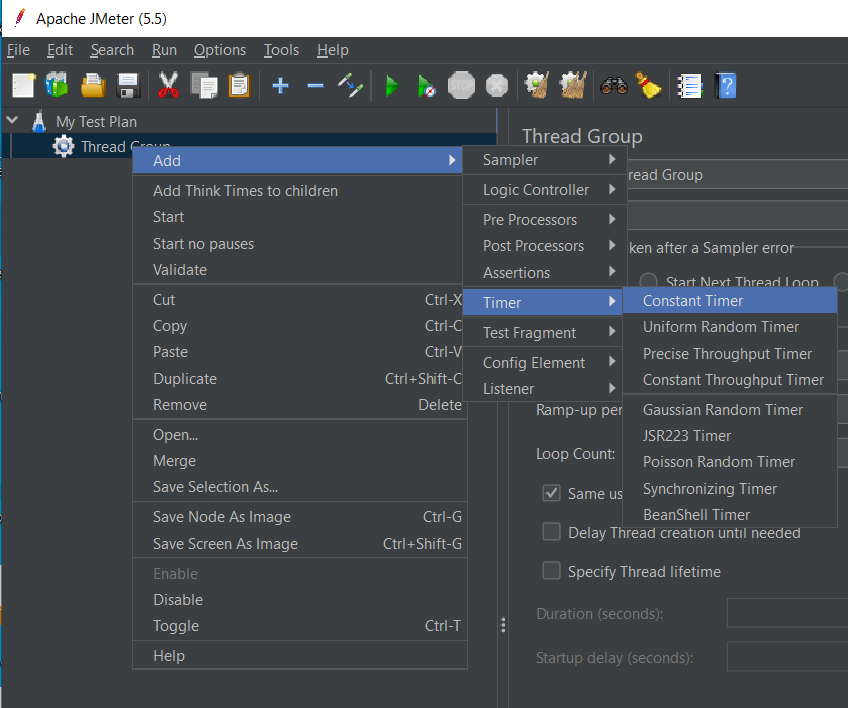 Apache JMeter (5.5)
File Edit Search Run Options Tools Help
STOP
My Test Plan
Thread Group
Add
Add Think Times to children
Start
Start no pauses
Validate
Cut Ctrl-X
Copy Ctrl-C
Paste Ctrl-V
Duplicate Ctrl+Shift-C
Remove Delete
Open...
Merge
Save Selection As...
Save Node As Image Ctrl-G
Save Screen As Image Ctrl+Shift-G
Enable
Disable
Toggle Ctrl-T
Help
Sampler
Logic Controller
Pre Processors
Post Processors
Assertions
Timer
Test Fragment
Config Element
Listener
Constant Timer
Uniform Random Timer
Precise Throughput Timer
Constant Throughput Timer
Gaussian Random Timer
JSR223 Timer
Poisson Random Timer
Synchronizing Timer
BeanShell Timer
Thread Group
read Group
ken after a Sampler error
Start Next Thread Loop
Ramp-up per
Loop Count:
Same us
Delay Thread creation until needed
Specify Thread lifetime
Duration (seconds):
Startup delay (seconds):